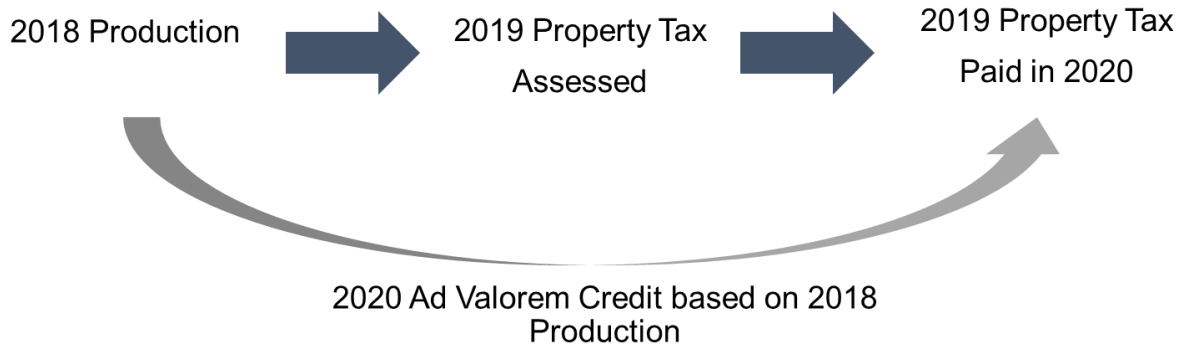 2018 Production
2019 Property Tax
Assessed
2019 Property Tax
Paid in 2020
2020 Ad Valorem Credit based on 2018
Production